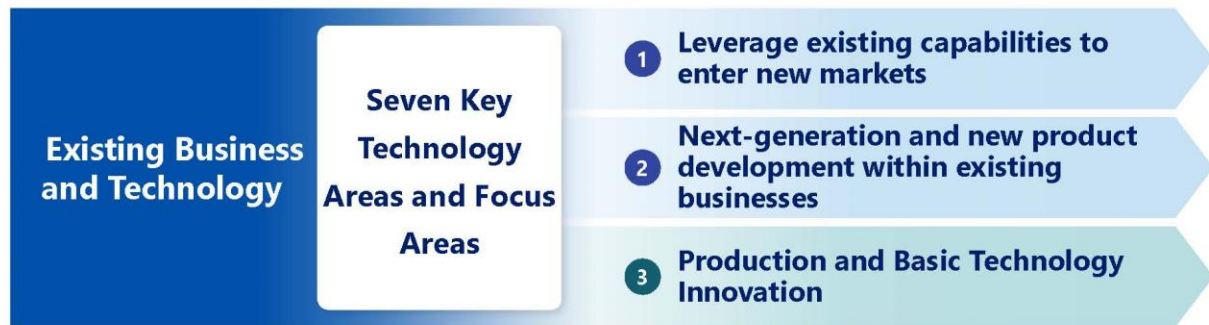 Existing Business
and Technology
Seven Key
Technology
Areas and Focus
Areas
1
Leverage existing capabilities to
enter new markets
2
Next-generation and new product
development within existing
businesses
3
Production and Basic Technology
Innovation